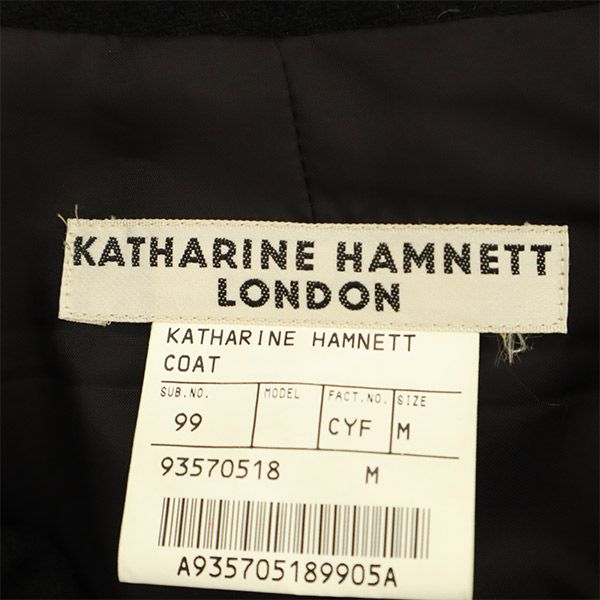 KATHARINE HAMNETT
LONDON
KATHARINE HAMNETT
COAT
SUB.NO. MODEL FACT.NO. SIZE
99 CYF M
93570518 M
A935705189905A